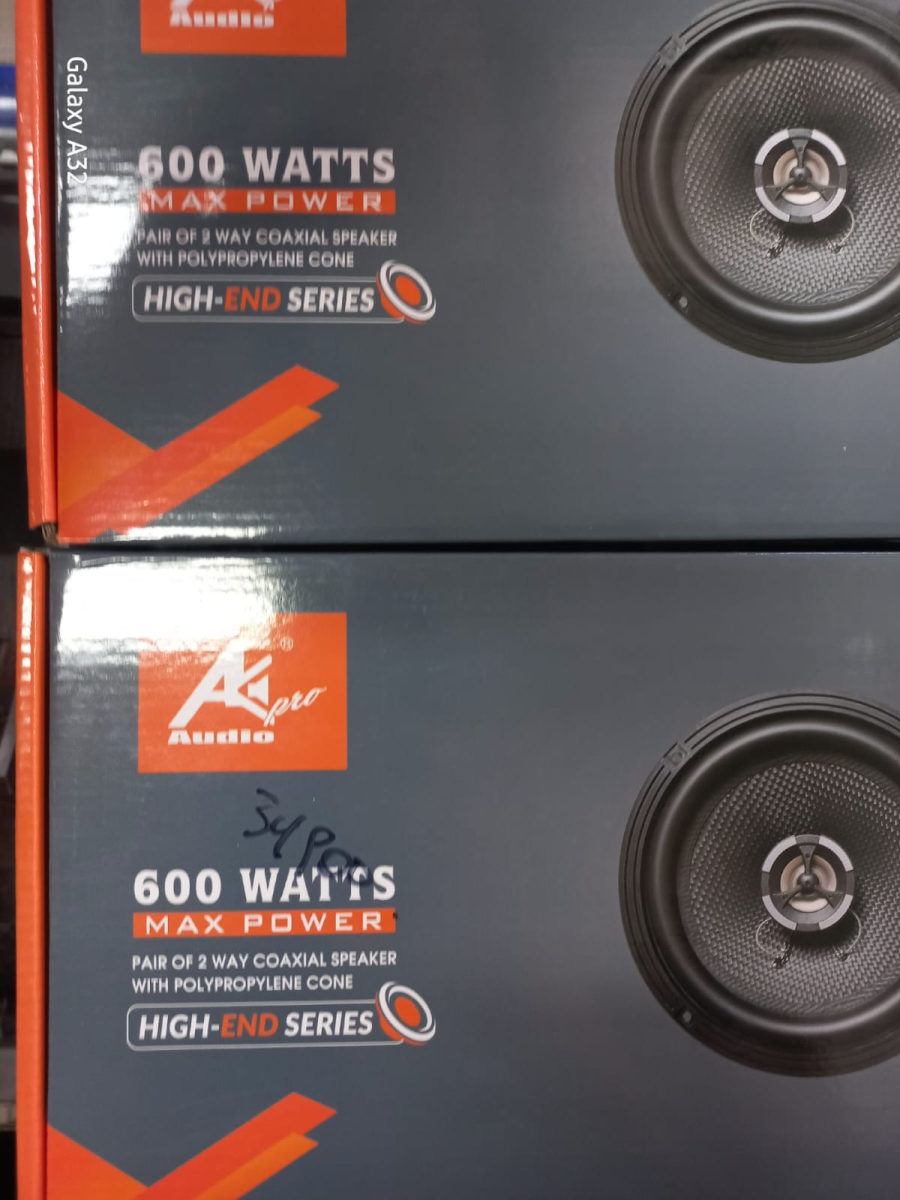 Audio
Galaxy A32
600 WATTS
MAX POWER
PAIR OF 2 WAY COAXIAL SPEAKER
WITH POLYPROPYLENE CONE
HIGH-END SERIES
AK pro
®
Audio
600 WATTS
MAX POWER
PAIR OF 2 WAY COAXIAL SPEAKER
WITH POLYPROPYLENE CONE
HIGH-END SERIES